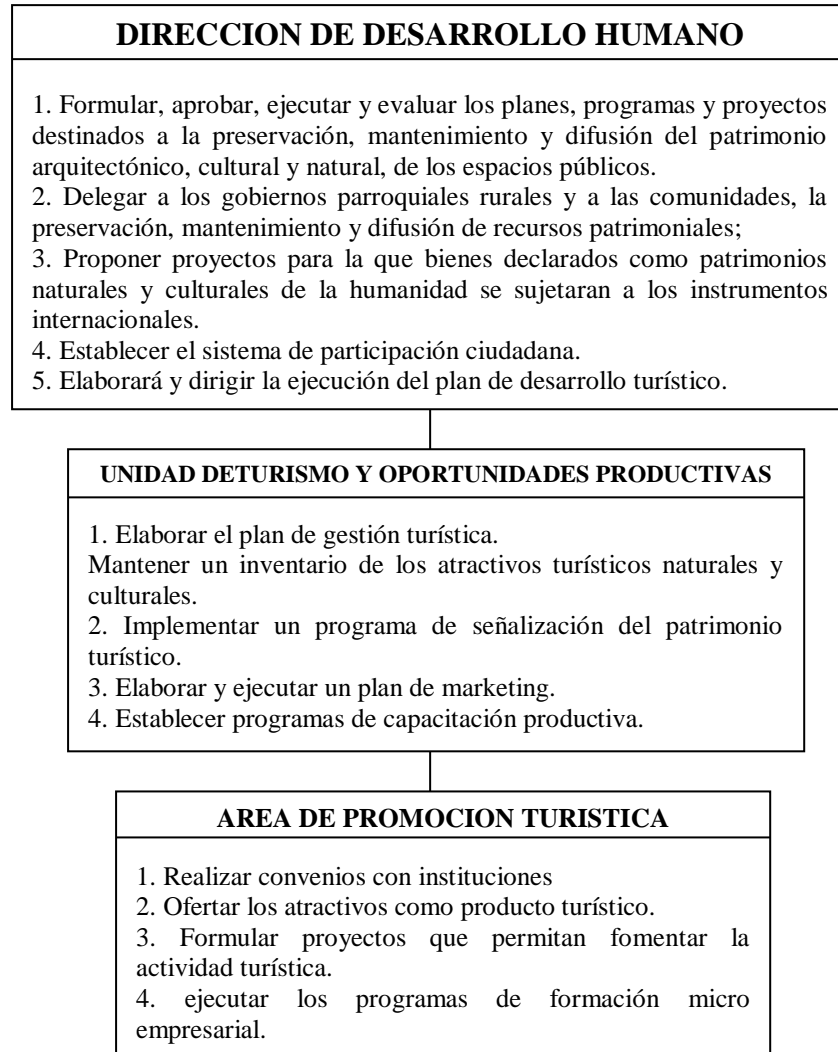 DIRECCION DE DESARROLLO HUMANO
1. Formular, aprobar, ejecutar y evaluar los planes, programas y proyectos
destinados a la preservación, mantenimiento y difusión del patrimonio
arquitectónico, cultural y natural, de los espacios públicos.
2. Delegar a los gobiernos parroquiales rurales y a las comunidades, la
preservación, mantenimiento y difusión de recursos patrimoniales;
3. Proponer proyectos para la que bienes declarados como patrimonios
naturales y culturales de la humanidad se sujetaran a los instrumentos
internacionales.
4. Establecer el sistema de participación ciudadana.
5. Elaborará y dirigir la ejecución del plan de desarrollo turístico.
UNIDAD DETURISMO Y OPORTUNIDADES PRODUCTIVAS
1. Elaborar el plan de gestión turística.
Mantener un inventario de los atractivos turísticos naturales y
culturales.
2. Implementar un programa de señalización del patrimonio
turístico.
3. Elaborar y ejecutar un plan de marketing.
4. Establecer programas de capacitación productiva.
AREA DE PROMOCION TURISTICA
1. Realizar convenios con instituciones
2. Ofertar los atractivos como producto turístico.
3. Formular proyectos que permitan fomentar la
actividad turística.
4. ejecutar los programas de formación micro
empresarial.